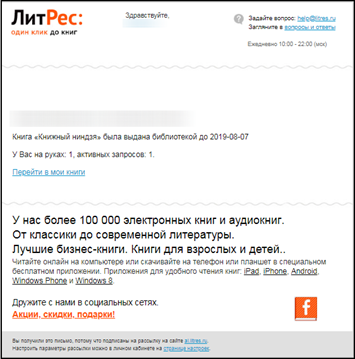 ЛитРес:
один клик до книг
Здравствуйте,
Задайте вопрос: help@litres.ru
Загляните в вопросы и ответы
Ежедневно 10:00 - 22:00 (мск)
Книга «Книжный ниндзя» была выдана библиотекой до 2019-08-07
У Вас на руках: 1, активных запросов: 1.
Перейти в мои книги
У нас более 100 000 электронных книг и аудиокниг.
От классики до современной литературы.
Лучшие бизнес-книги. Книги для взрослых и детей..
Читайте онлайн на компьютере или скачивайте на телефон или планшет в специальном
бесплатном приложении. Приложения для удобного чтения книг: iPad, iPhone, Android,
Windows Phone и Windows 8.
Дружите с нами в социальных сетях.
Акции, скидки, подарки!
f
Вы получили это письмо, потому что подписаны на рассылку на сайте
Настроить параметры рассылки можно в личном кабинете на странице настроек.